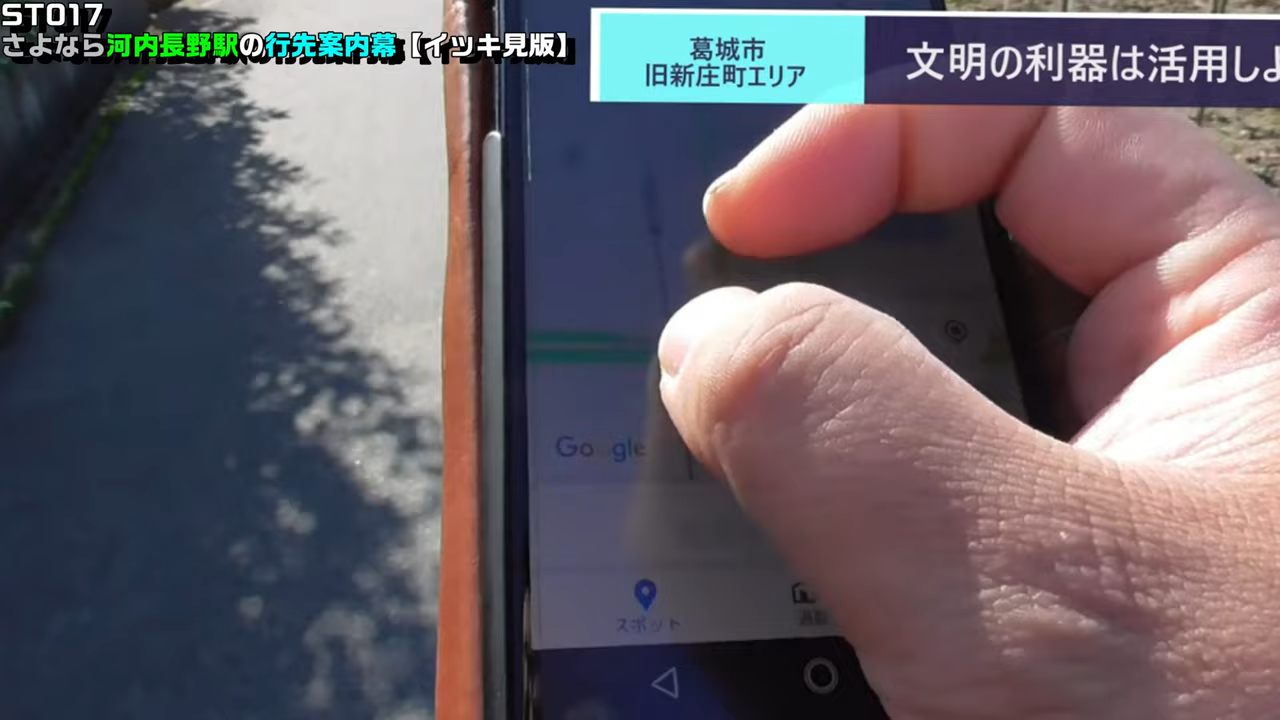 ST017
さよなら河内長野駅の行先案内幕【イッキ見版】
葛城市
旧新庄町エリア
文明の利器は活用しよ
Google
スポット
通勤